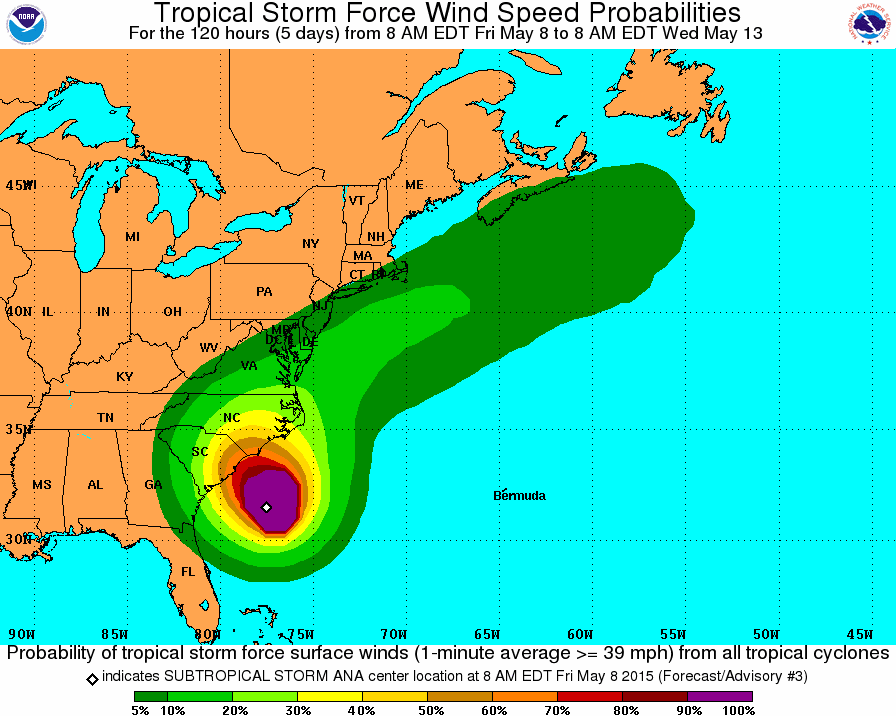 Tropical Storm Force Wind Speed Probabilities
For the 120 hours (5 days) from 8 AM EDT Fri May 8 to 8 AM EDT Wed May 13
NOAA
NATIONAL WEATHER SERVICE
45N
WI
ME
VT
MI
NY
NH
MA
CT RI
PA
NJ
40N
IL
IN
OH
MD
DC
DE
WV
VA
KY
TN
NC
35N
SC
MS
AL
GA
Bermuda
30N
FL
90W 85W 80W 75W 70W 65W 60W 55W 50W 45W
Probability of tropical storm force surface winds (1-minute average >= 39 mph) from all tropical cyclones
indicates SUBTROPICAL STORM ANA center location at 8 AM EDT Fri May 8 2015 (Forecast/Advisory #3)
5% 10% 20% 30% 40% 50% 60% 70% 80% 90% 100%